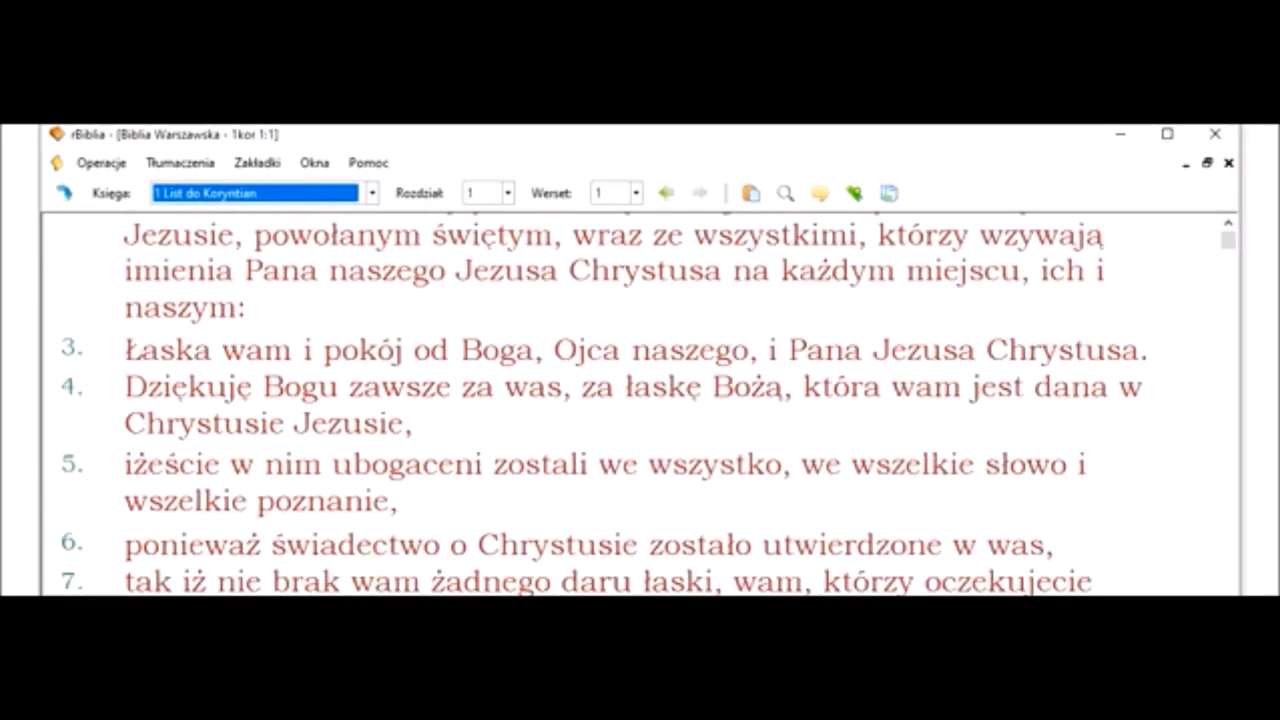 rBiblia - [Biblia Warszawska - 1kor 1:1]
Operacje Tłumaczenia Zakładki Okna Pomoc
Księga: 1 List do Koryntian Rozdział: 1 Werset: 1
Jezusie, powołanym świętym, wraz ze wszystkimi, którzy wzywają
imienia Pana naszego Jezusa Chrystusa na każdym miejscu, ich i
naszym:
3. Łaska wam i pokój od Boga, Ojca naszego, i Pana Jezusa Chrystusa.
4. Dziękuję Bogu zawsze za was, za łaskę Bożą, która wam jest dana w
Chrystusie Jezusie,
5. iżeście w nim ubogaceni zostali we wszystko, we wszelkie słowo i
wszelkie poznanie,
6. ponieważ świadectwo o Chrystusie zostało utwierdzone w was,
7. tak iż nie brak wam żadnego daru łaski, wam, którzy oczekujecie